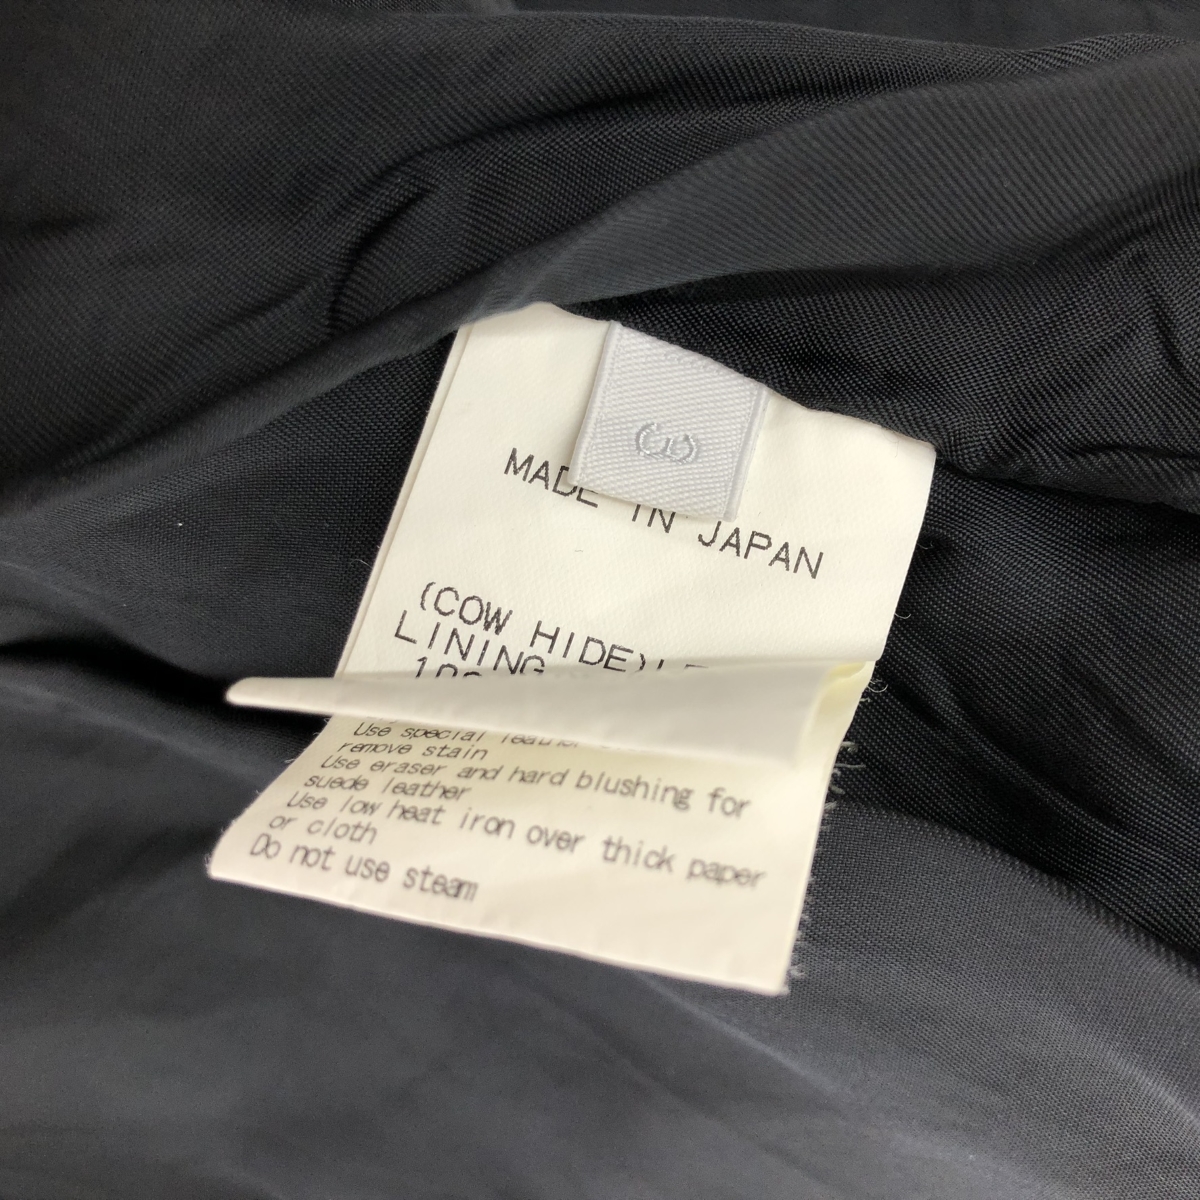 3
MADE IN JAPAN
(COW HIDE)
LINING
Use special
remove stain
Use eraser and hard blushing for
suede leather
Use low heat iron over thick paper
or cloth
Do not use steam